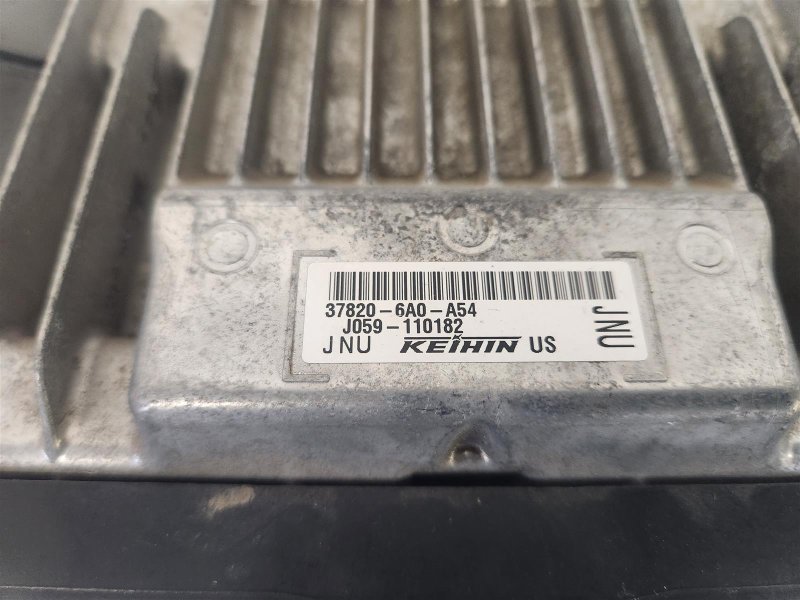 37820-6A0-A54
J059-110182
JNU KEIHIN US
JNU